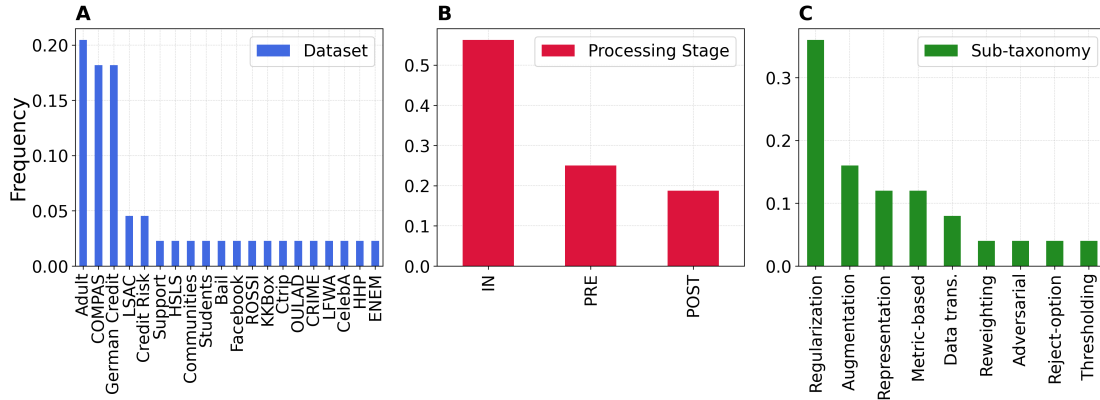 A
Frequency
0.20
0.15
0.10
0.05
0.00
Dataset
Adult
COMPAS
German Credit
LSAC
Credit Risk
Support
HSLS
Communities
Students
Bail
Facebook
ROSSI
KKBox
Ctrip
OULAD
CRIME
LFWA
CelebA
HHP
ENEM
B
0.5
0.4
0.3
0.2
0.1
0.0
Processing Stage
IN
PRE
POST
C
0.3
0.2
0.1
0.0
Sub-taxonomy
Regularization
Augmentation
Representation
Metric-based
Data trans.
Reweighting
Adversarial
Reject-option
Thresholding